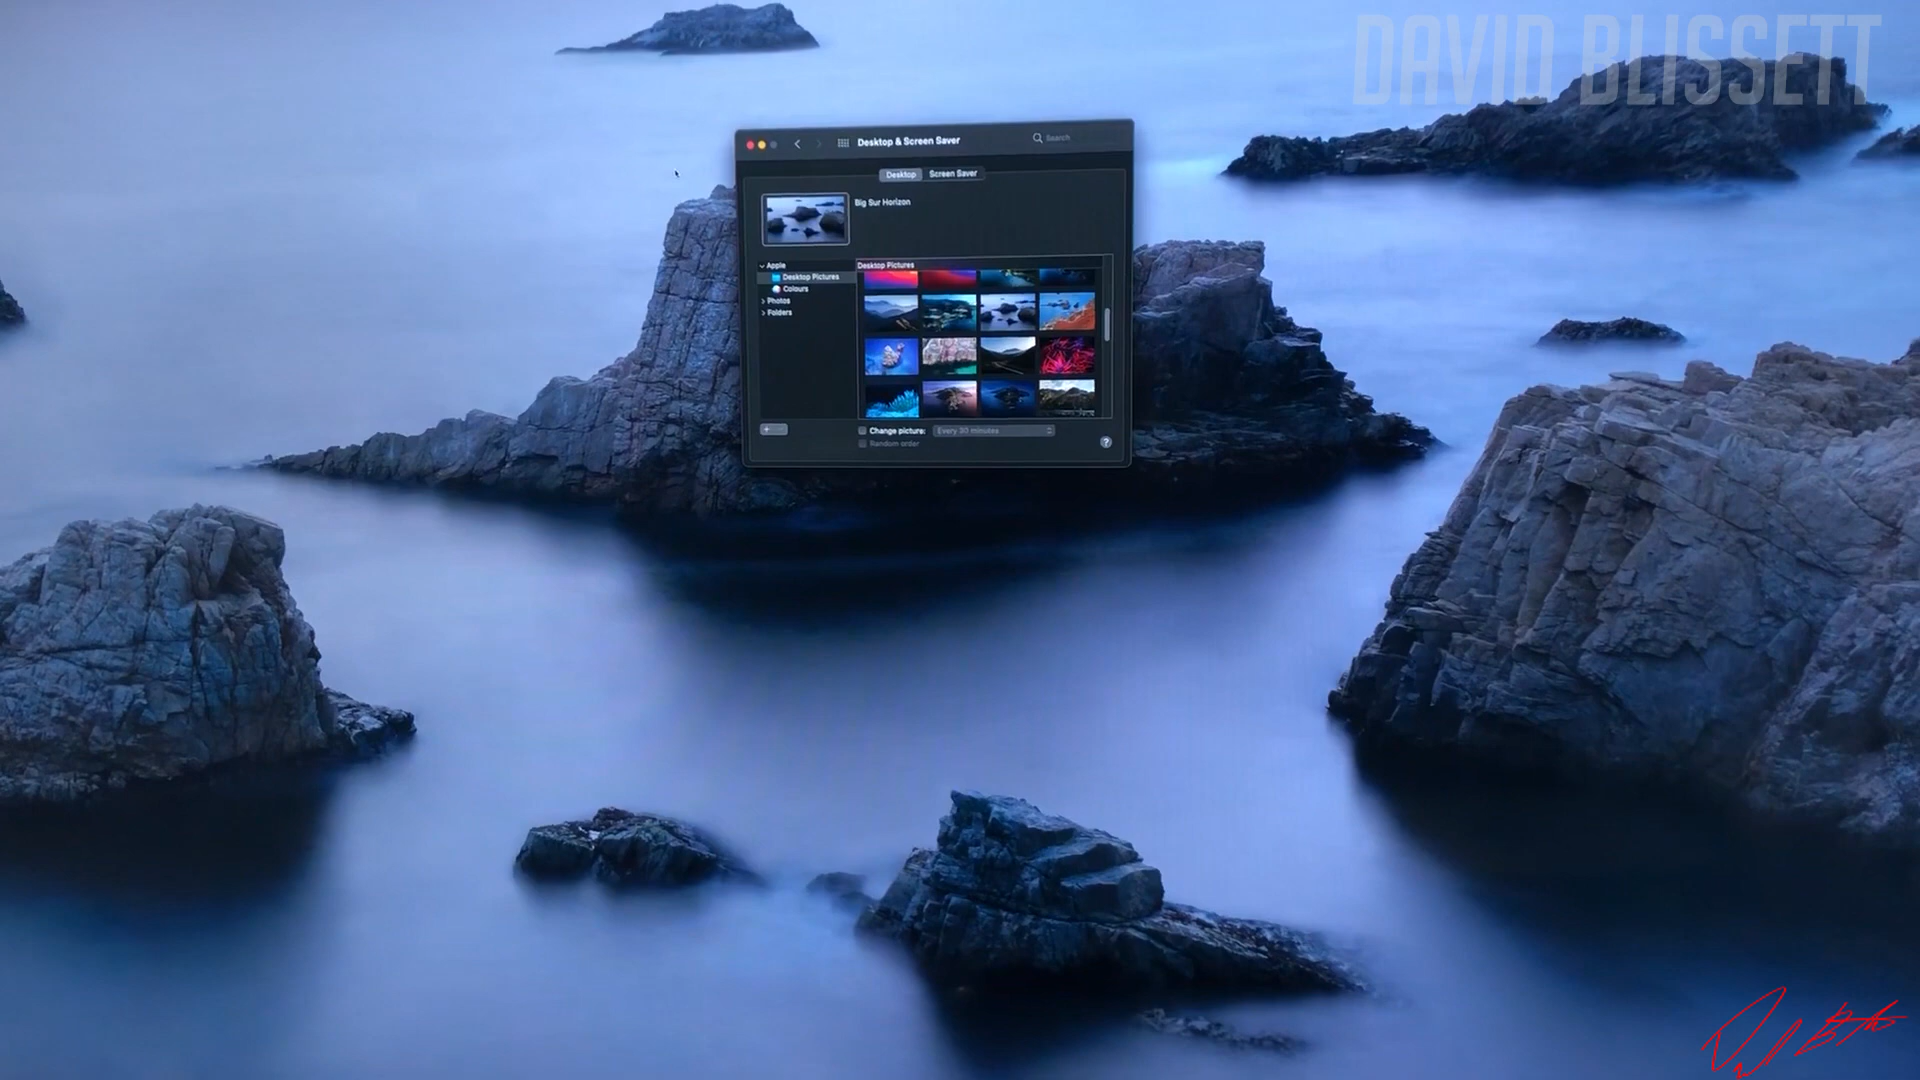 DAVID BLISSETT
Desktop & Screen Saver
Search
Desktop
Screen Saver
Big Sur Horizon
Apple
Desktop Pictures
Colours
Photos
Folders
Desktop Pictures
Change picture:
Every 30 minutes
Random order
?